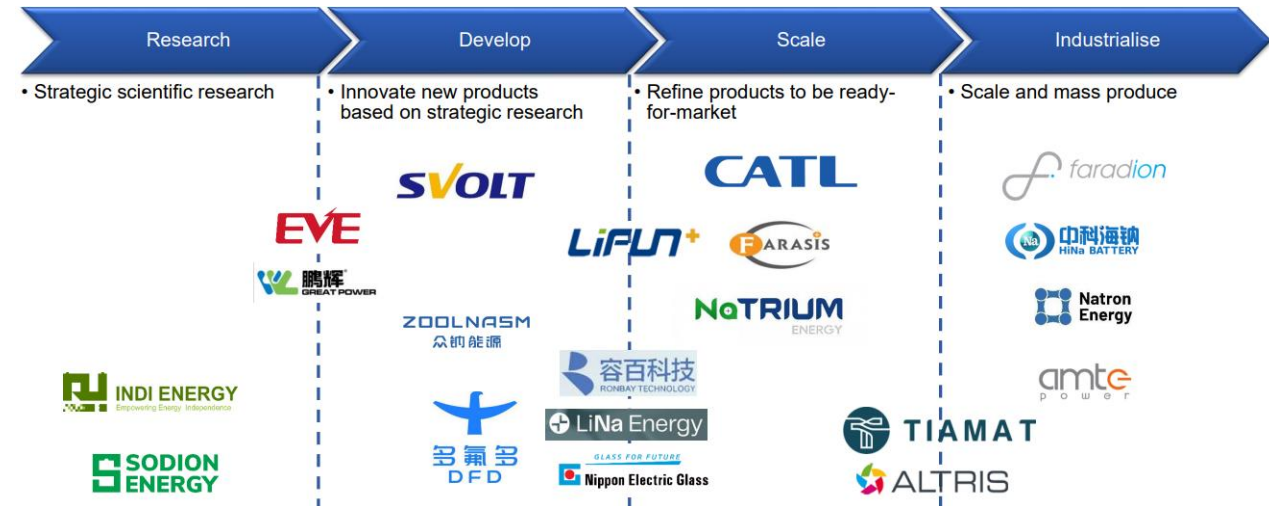 Research
Develop
Scale
Industrialise
• Strategic scientific research
• Innovate new products
based on strategic research
• Refine products to be ready-
for-market
• Scale and mass produce
SVOLT
CATL
faradion
EVE
LiFUN+
FARASIS
Na
中科海钠
HiNa BATTERY
鹏辉®
GREAT POWER
NaTRIUM
ENERGY
Natron
Energy
ZOOLNASM
众钠能源
容百科技
RONBAY TECHNOLOGY
INDI ENERGY
Empowering Energy Independence
amte
power
多氟多
DFD
LiNa Energy
TIAMAT
SODION
ENERGY
GLASS FOR FUTURE
Nippon Electric Glass
ALTRIS